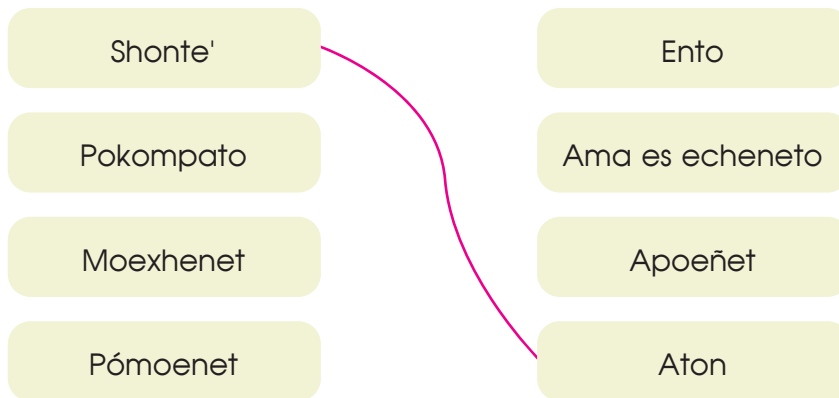 Shonte'
Ento
Pokompato
Ama es echeneto
Moexhenet
Apoeñet
Pómoenet
Aton